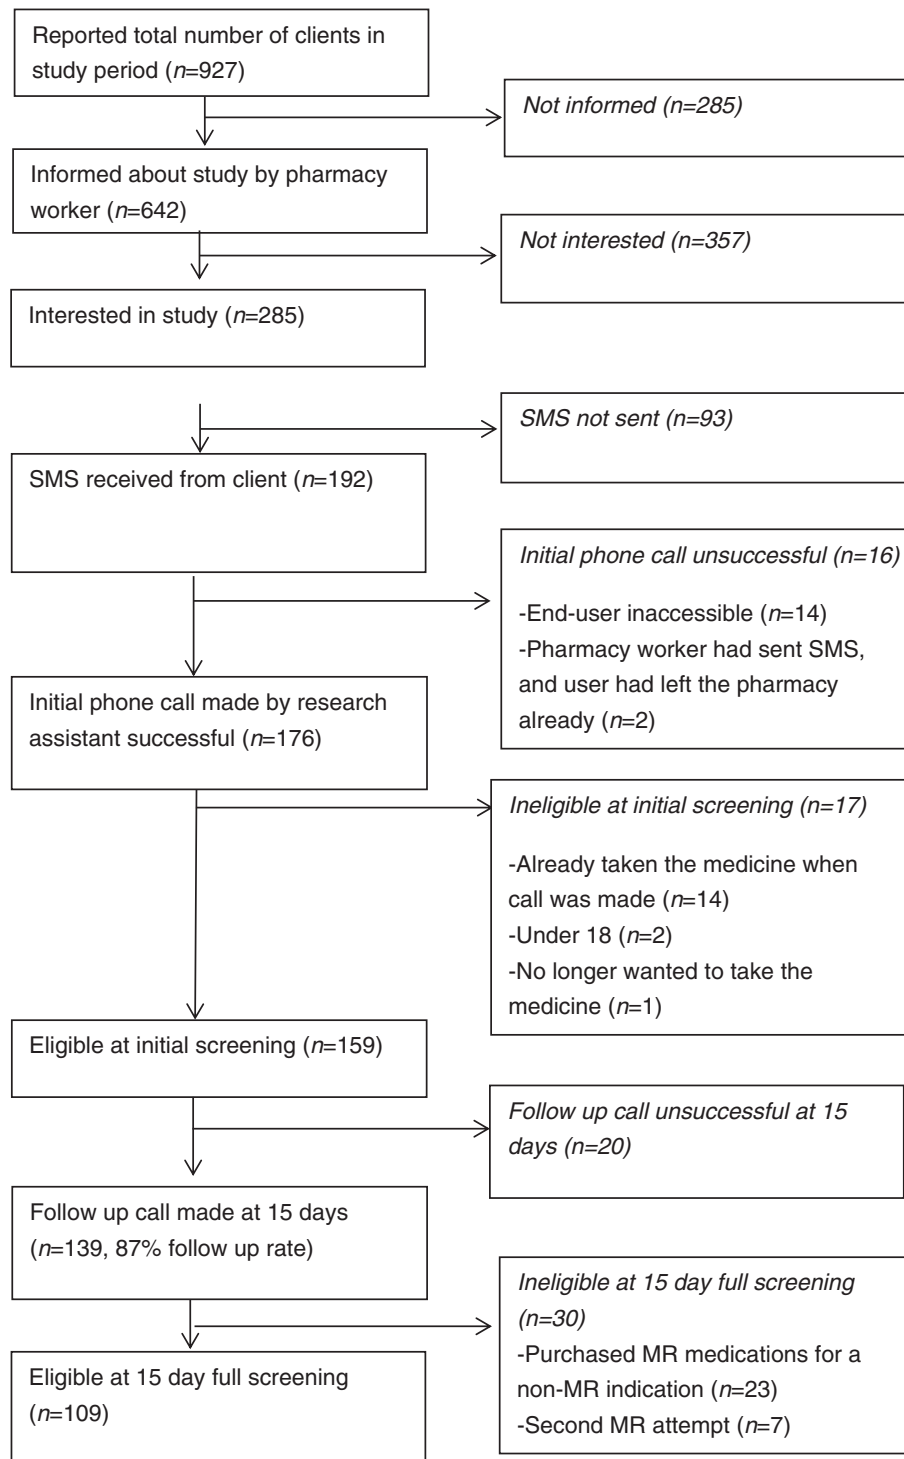 Reported total number of clients in
study period (n=927)
Not informed (n=285)
Informed about study by pharmacy
worker (n=642)
Not interested (n=357)
Interested in study (n=285)
SMS not sent (n=93)
SMS received from client (n=192)
Initial phone call unsuccessful (n=16)
-End-user inaccessible (n=14)
-Pharmacy worker had sent SMS,
and user had left the pharmacy
already (n=2)
Initial phone call made by research
assistant successful (n=176)
Ineligible at initial screening (n=17)
-Already taken the medicine when
call was made (n=14)
-Under 18 (n=2)
-No longer wanted to take the
medicine (n=1)
Eligible at initial screening (n=159)
Follow up call unsuccessful at 15
days (n=20)
Follow up call made at 15 days
(n=139, 87% follow up rate)
Ineligible at 15 day full screening
(n=30)
-Purchased MR medications for a
non-MR indication (n=23)
-Second MR attempt (n=7)
Eligible at 15 day full screening
(n=109)